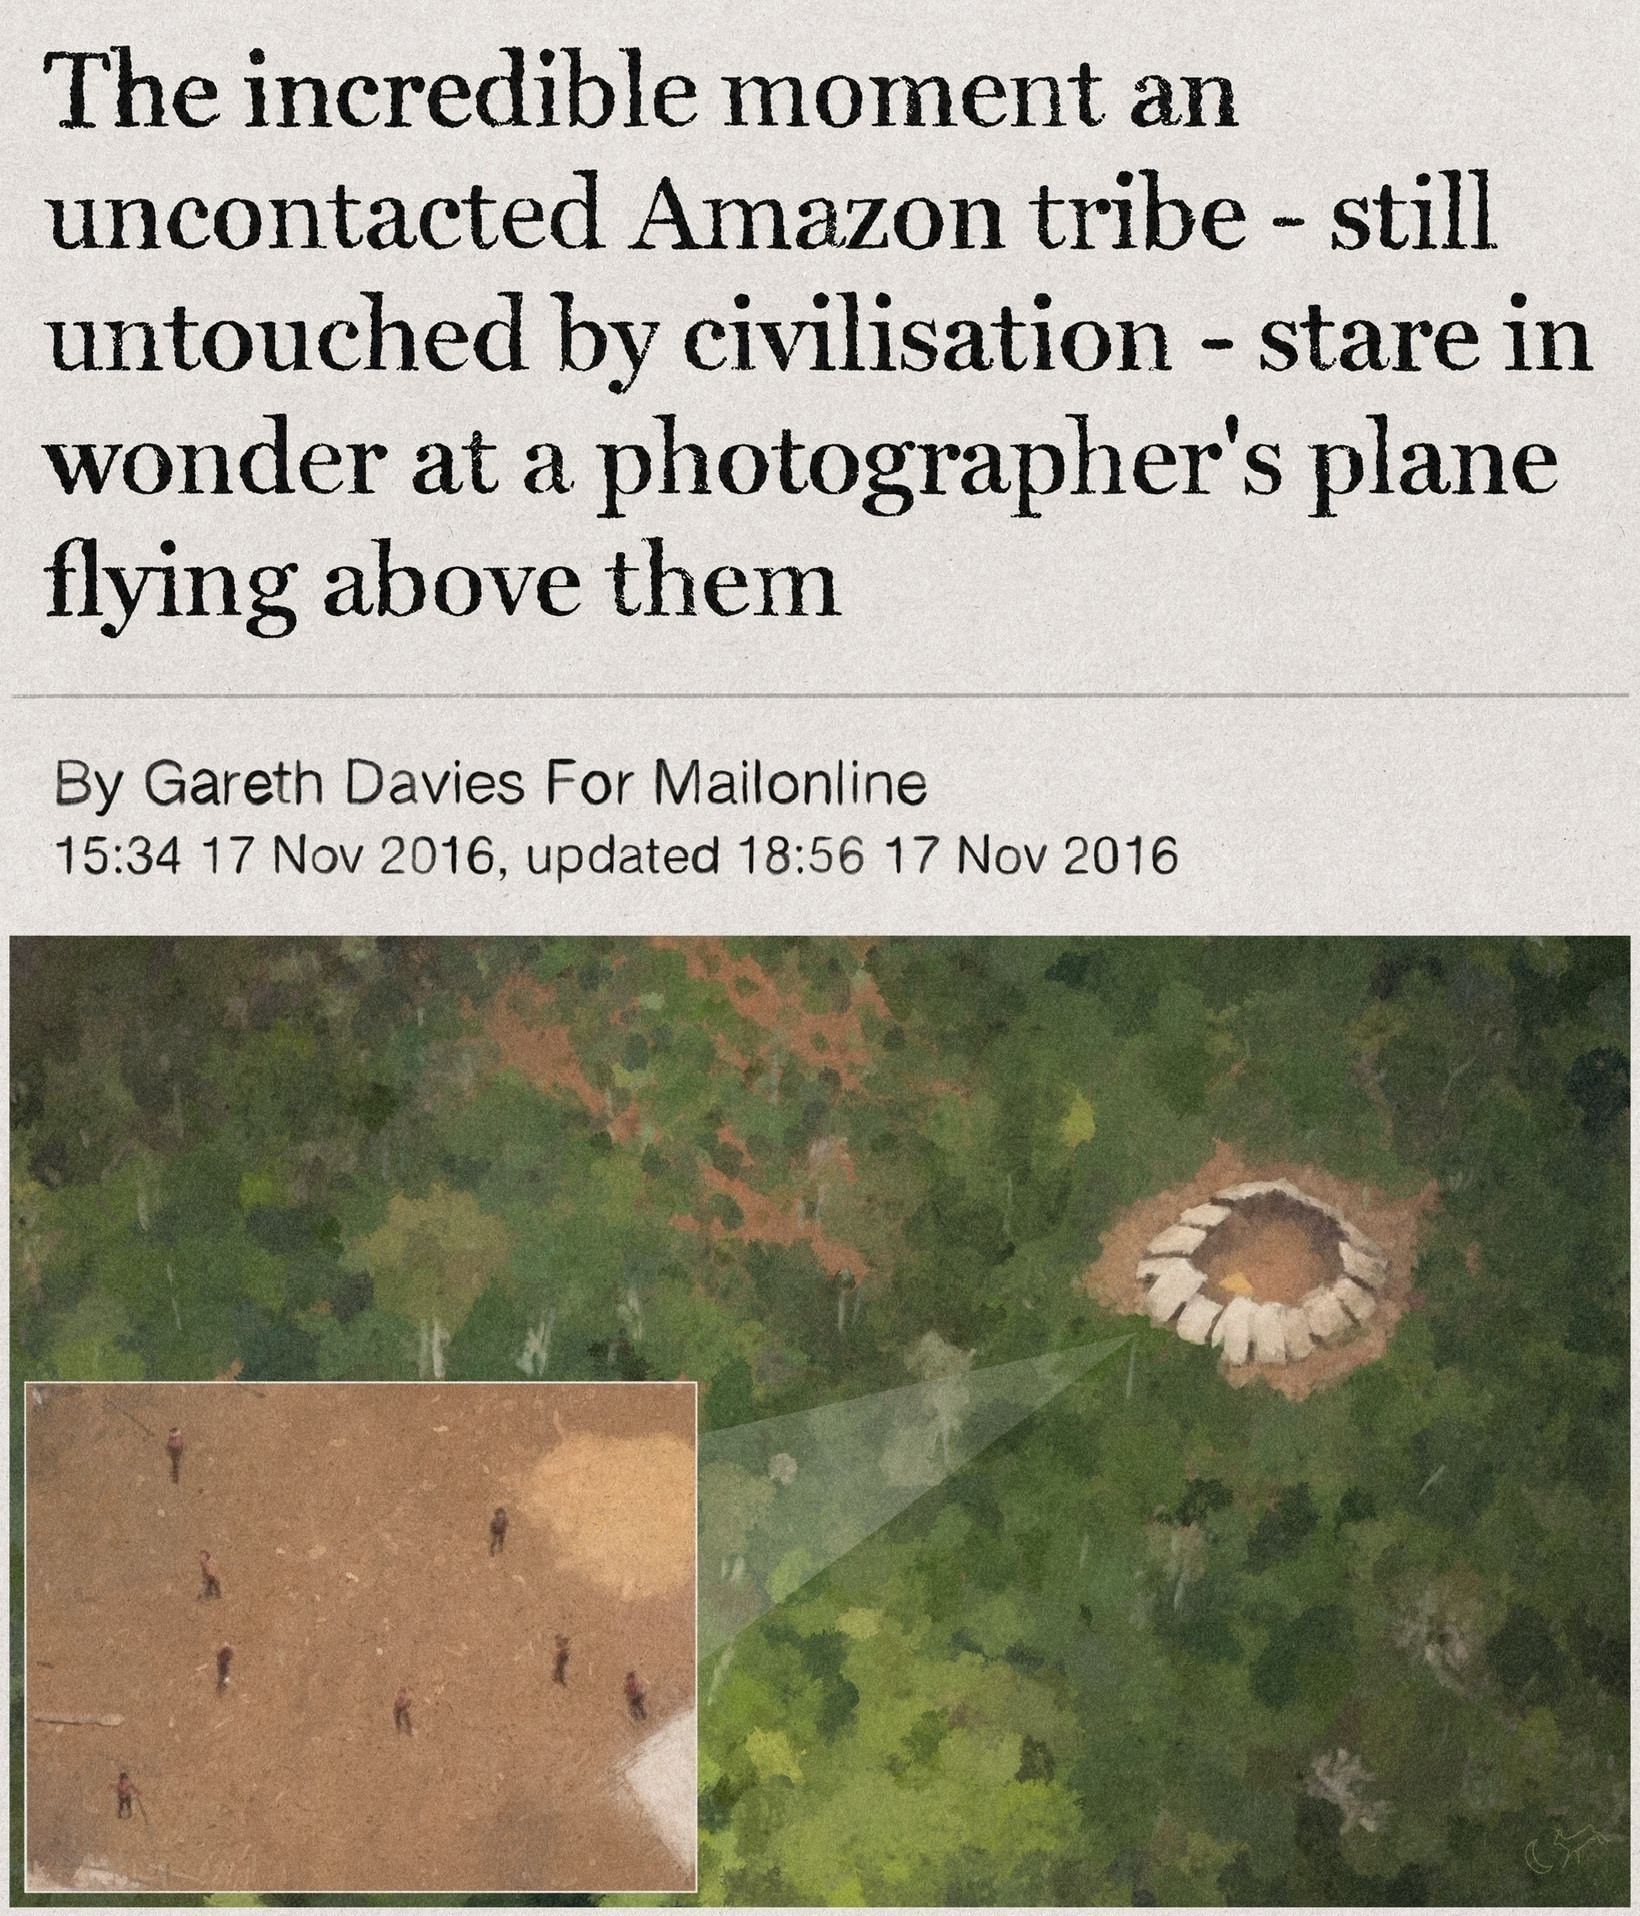 The incredible moment an
uncontacted Amazon tribe - still
untouched by civilisation - stare in
wonder at a photographer's plane
flying above them
By Gareth Davies For Mailonline
15:34 17 Nov 2016, updated 18:56 17 Nov 2016